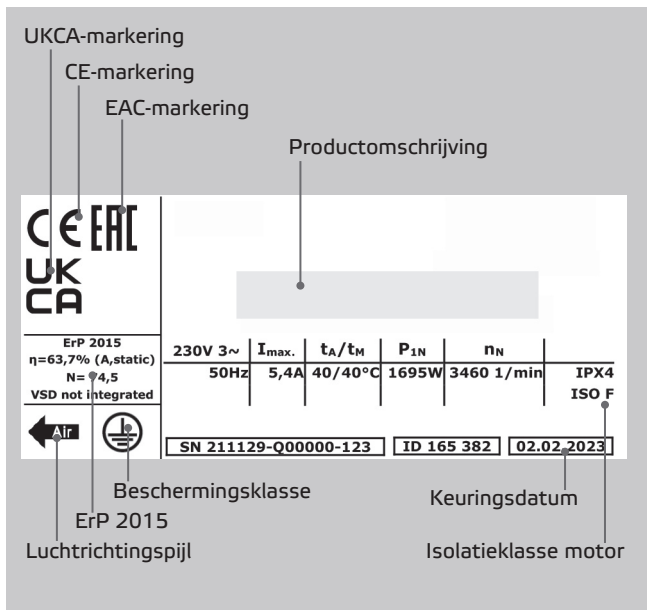 UKCA-markering
CE-markering
EAC-markering
Productomschrijving
CE EAC
UK
CA
ErP 2015
η=63,7% (A,static)
N= 74,5
VSD not integrated
230V 3~ Imax. tA/tM P1N nN
50Hz 5,4A 40/40°C 1695W 3460 1/min IPX4
ISO F
Air
SN 211129-Q00000-123 ID 165 382 02.02.2023
Beschermingsklasse
Keuringsdatum
ErP 2015
Luchtrichtingspijl
Isolatieklasse motor